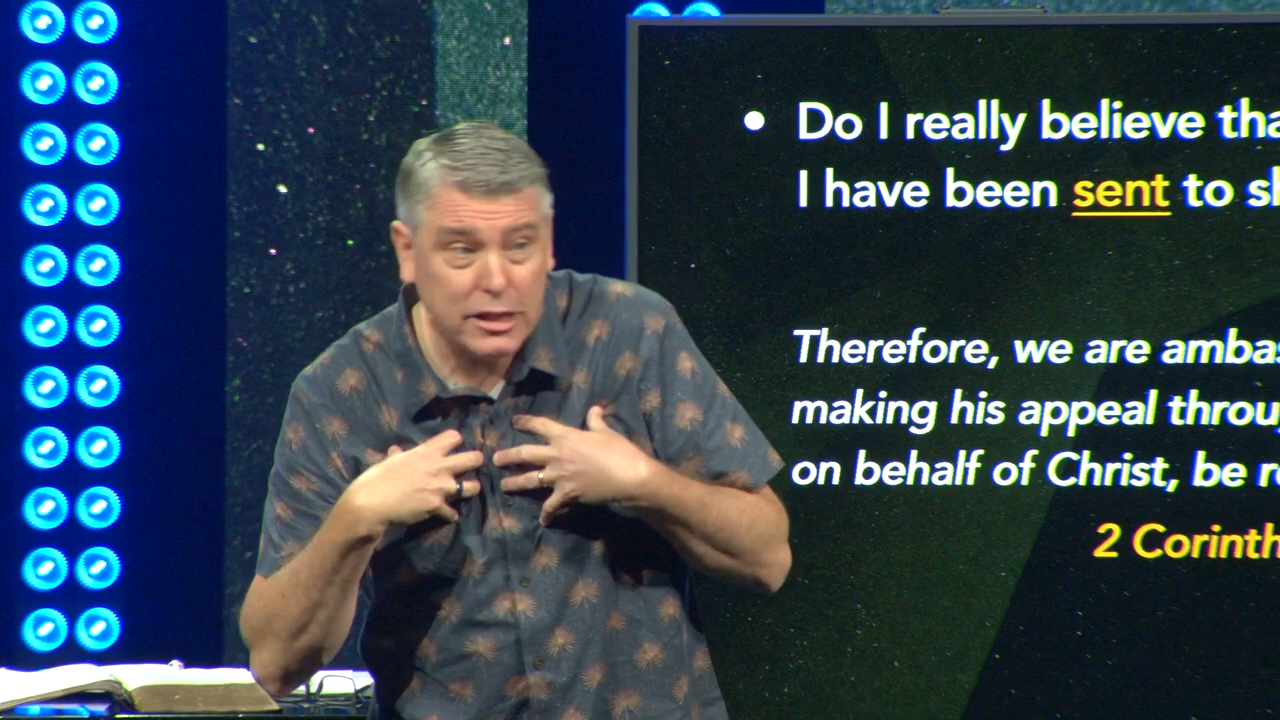 • Do I really believe tha
I have been sent to sh
Therefore, we are ambas
making his appeal throu
on behalf of Christ, be re
2 Corinth